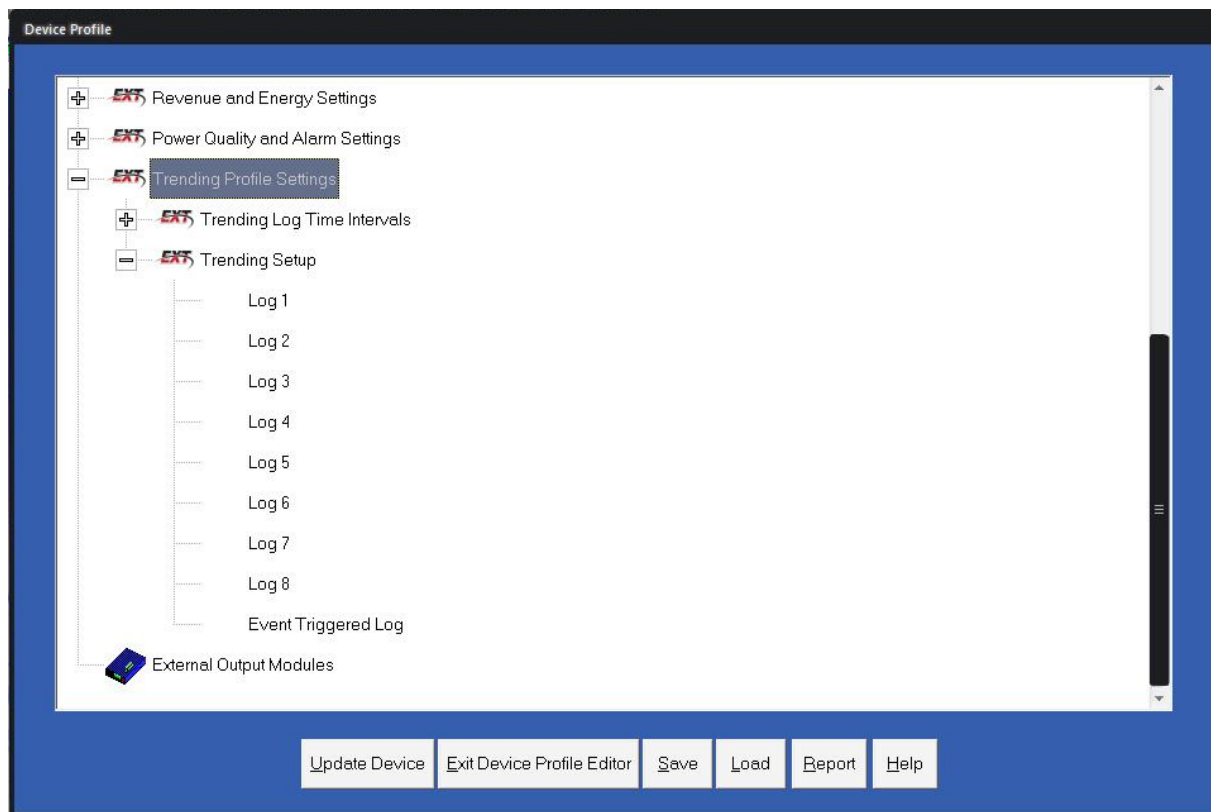 Device Profile
EXT Revenue and Energy Settings
EXT Power Quality and Alarm Settings
EXT Trending Profile Settings
EXT Trending Log Time Intervals
EXT Trending Setup
Log 1
Log 2
Log 3
Log 4
Log 5
Log 6
Log 7
Log 8
Event Triggered Log
External Output Modules
Update Device Exit Device Profile Editor Save Load Report Help